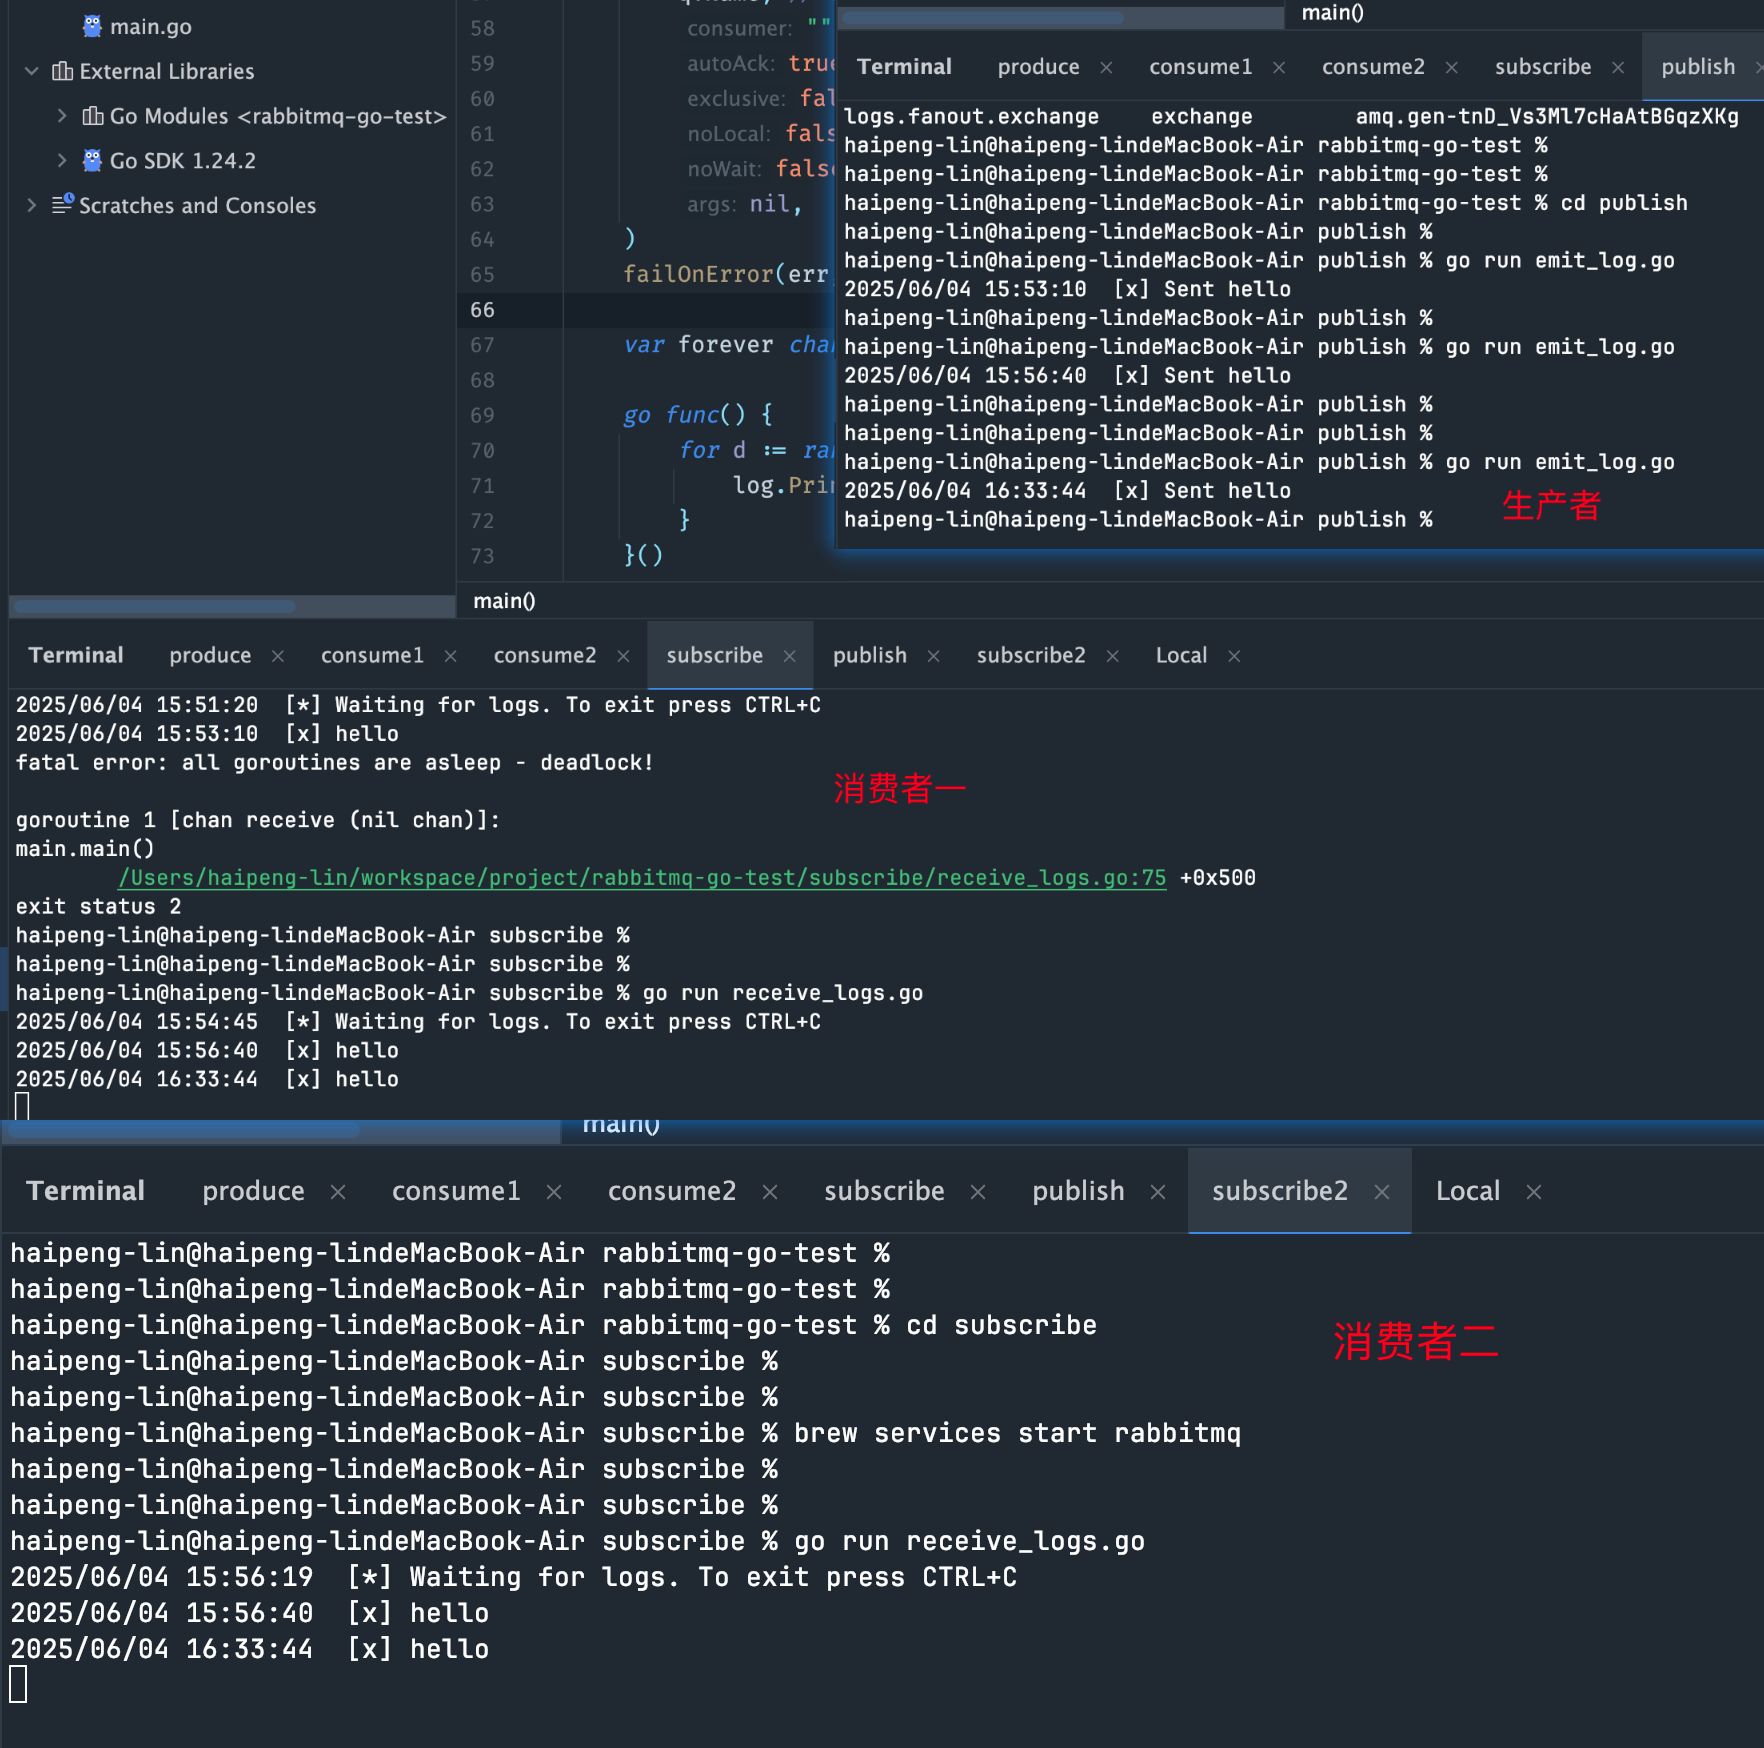 main.go
External Libraries
Go Modules <rabbitmq-go-test>
Go SDK 1.24.2
Scratches and Consoles
58 consumer: ""
59 autoAck: true
60 exclusive: fal
61 noLocal: fals
62 noWait: false
63 args: nil,
64 )
65 failOnError(err
66
67 var forever chan
68
69 go func() {
70 for d := ran
71 log.Prin
72 }
73 }()
main()
main()
Terminal produce × consume1 × consume2 × subscribe × publish ×
logs.fanout.exchange exchange amq.gen-tnD_Vs3Ml7cHaAtBGqzXKg
haipeng-lin@haipeng-lindeMacBook-Air rabbitmq-go-test %
haipeng-lin@haipeng-lindeMacBook-Air rabbitmq-go-test %
haipeng-lin@haipeng-lindeMacBook-Air rabbitmq-go-test % cd publish
haipeng-lin@haipeng-lindeMacBook-Air publish %
haipeng-lin@haipeng-lindeMacBook-Air publish % go run emit_log.go
2025/06/04 15:53:10 [x] Sent hello
haipeng-lin@haipeng-lindeMacBook-Air publish %
haipeng-lin@haipeng-lindeMacBook-Air publish % go run emit_log.go
2025/06/04 15:56:40 [x] Sent hello
haipeng-lin@haipeng-lindeMacBook-Air publish %
haipeng-lin@haipeng-lindeMacBook-Air publish %
haipeng-lin@haipeng-lindeMacBook-Air publish % go run emit_log.go
2025/06/04 16:33:44 [x] Sent hello
haipeng-lin@haipeng-lindeMacBook-Air publish %
生产者
Terminal produce × consume1 × consume2 × subscribe × publish × subscribe2 × Local ×
2025/06/04 15:51:20 [*] Waiting for logs. To exit press CTRL+C
2025/06/04 15:53:10 [x] hello
fatal error: all goroutines are asleep - deadlock!
消费者一
goroutine 1 [chan receive (nil chan)]:
main.main()
/Users/haipeng-lin/workspace/project/rabbitmq-go-test/subscribe/receive_logs.go:75 +0x500
exit status 2
haipeng-lin@haipeng-lindeMacBook-Air subscribe %
haipeng-lin@haipeng-lindeMacBook-Air subscribe %
haipeng-lin@haipeng-lindeMacBook-Air subscribe % go run receive_logs.go
2025/06/04 15:54:45 [*] Waiting for logs. To exit press CTRL+C
2025/06/04 15:56:40 [x] hello
2025/06/04 16:33:44 [x] hello
main()
Terminal produce × consume1 × consume2 × subscribe × publish × subscribe2 × Local ×
haipeng-lin@haipeng-lindeMacBook-Air rabbitmq-go-test %
haipeng-lin@haipeng-lindeMacBook-Air rabbitmq-go-test %
haipeng-lin@haipeng-lindeMacBook-Air rabbitmq-go-test % cd subscribe
消费者二
haipeng-lin@haipeng-lindeMacBook-Air subscribe %
haipeng-lin@haipeng-lindeMacBook-Air subscribe %
haipeng-lin@haipeng-lindeMacBook-Air subscribe % brew services start rabbitmq
haipeng-lin@haipeng-lindeMacBook-Air subscribe %
haipeng-lin@haipeng-lindeMacBook-Air subscribe %
haipeng-lin@haipeng-lindeMacBook-Air subscribe % go run receive_logs.go
2025/06/04 15:56:19 [*] Waiting for logs. To exit press CTRL+C
2025/06/04 15:56:40 [x] hello
2025/06/04 16:33:44 [x] hello